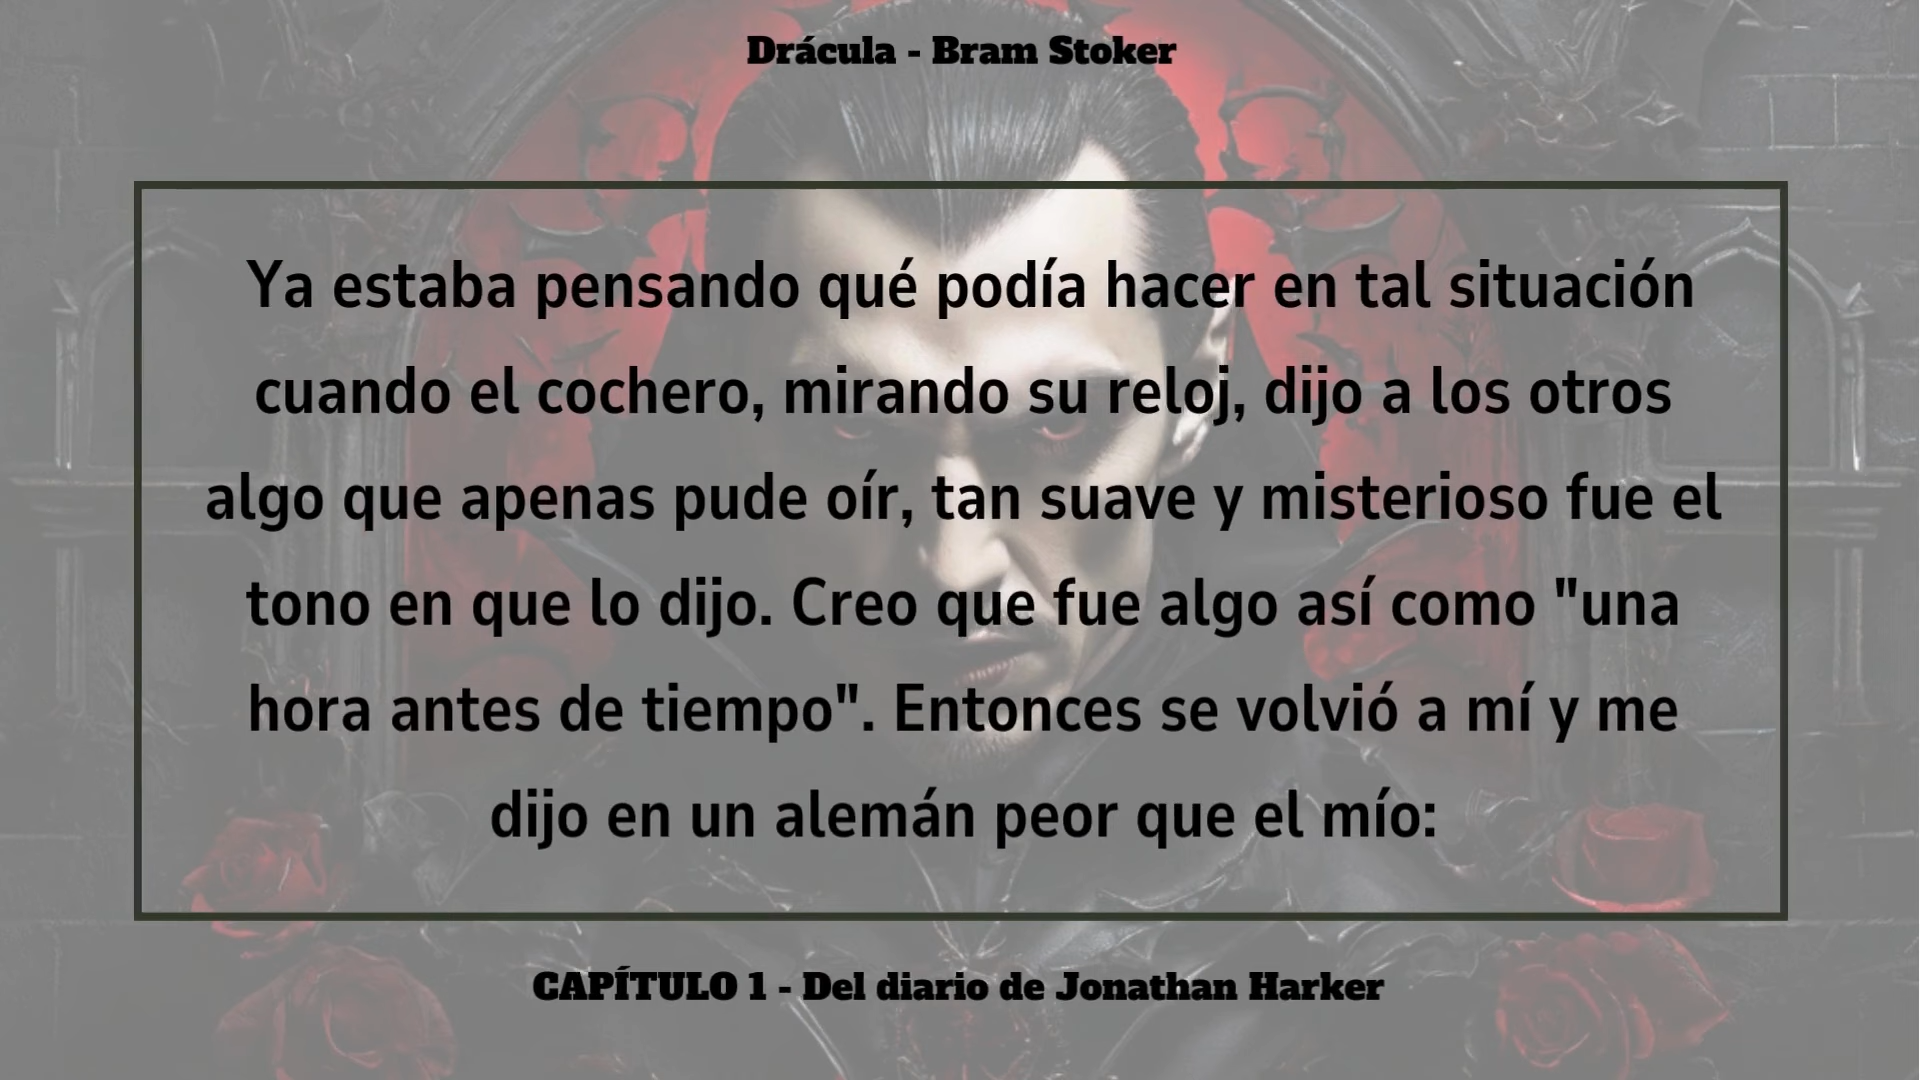 Drácula - Bram Stoker
Ya estaba pensando qué podía hacer en tal situación
cuando el cochero, mirando su reloj, dijo a los otros
algo que apenas pude oír, tan suave y misterioso fue el
tono en que lo dijo. Creo que fue algo así como "una
hora antes de tiempo". Entonces se volvió a mí y me
dijo en un alemán peor que el mío:
CAPÍTULO 1 - Del diario de Jonathan Harker